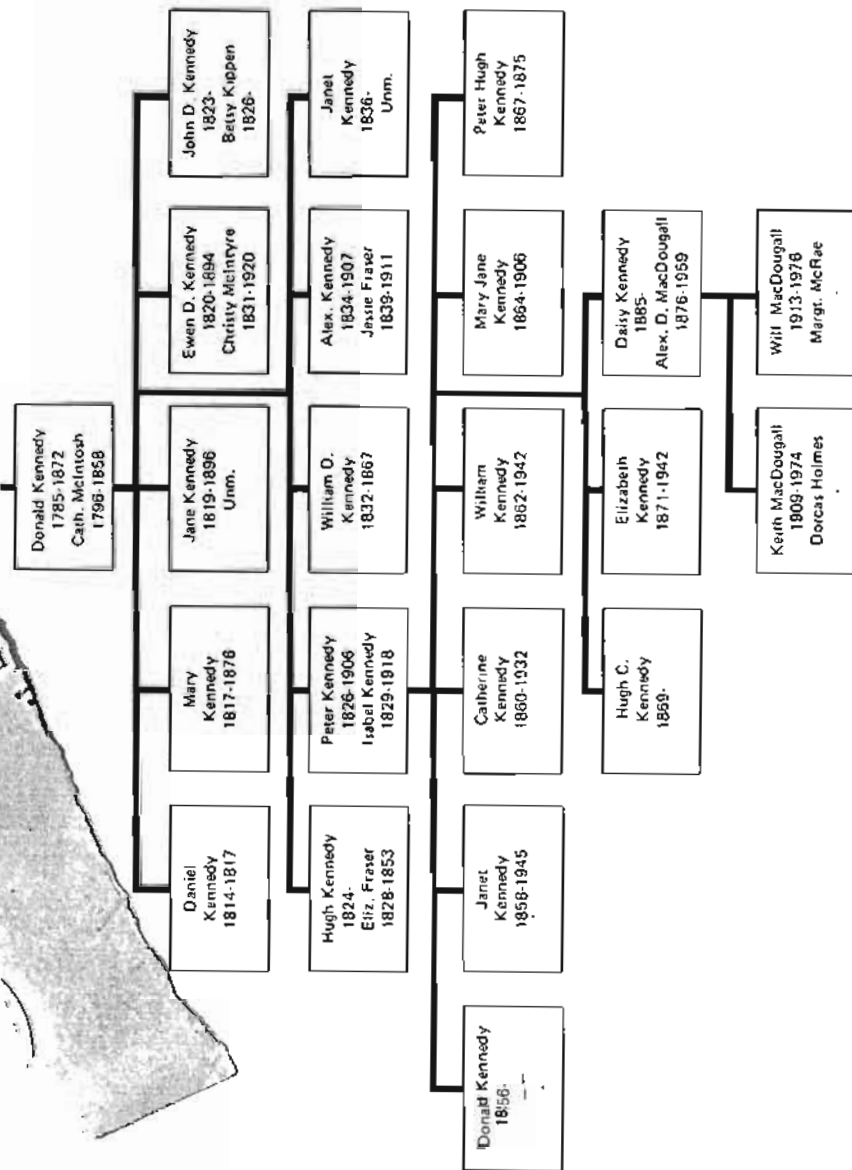 Donald Kennedy
1785-1872
Cath. McIntosh
1796-1858
Daniel
Kennedy
1814-1817
Mary
Kennedy
1817-1876
Jane Kennedy
1819-1896
Unm.
Ewen D. Kennedy
1820-1894
Christy McIntyre
1831-1920
John D. Kennedy
1823-
Betsy Kippen
1826-
Hugh Kennedy
1824-
Eliz. Fraser
1828-1853
Peter Kennedy
1826-1906
Isabel Kennedy
1829-1918
William D.
Kennedy
1832-1867
Alex. Kennedy
1834-1907
Jessie Fraser
1839-1911
Janet
Kennedy
1836-
Unm.
Donald Kennedy
1856-
Janet
Kennedy
1858-1945
Catherine
Kennedy
1860-1932
William
Kennedy
1862-1942
Mary Jane
Kennedy
1864-1906
Peter Hugh
Kennedy
1867-1875
Hugh C.
Kennedy
1869-
Elizabeth
Kennedy
1871-1942
Daisy Kennedy
1885-
Alex. D. MacDougall
1876-1959
Keith MacDougall
1909-1974
Dorcas Holmes
Will MacDougall
1913-1976
Margt. McRae